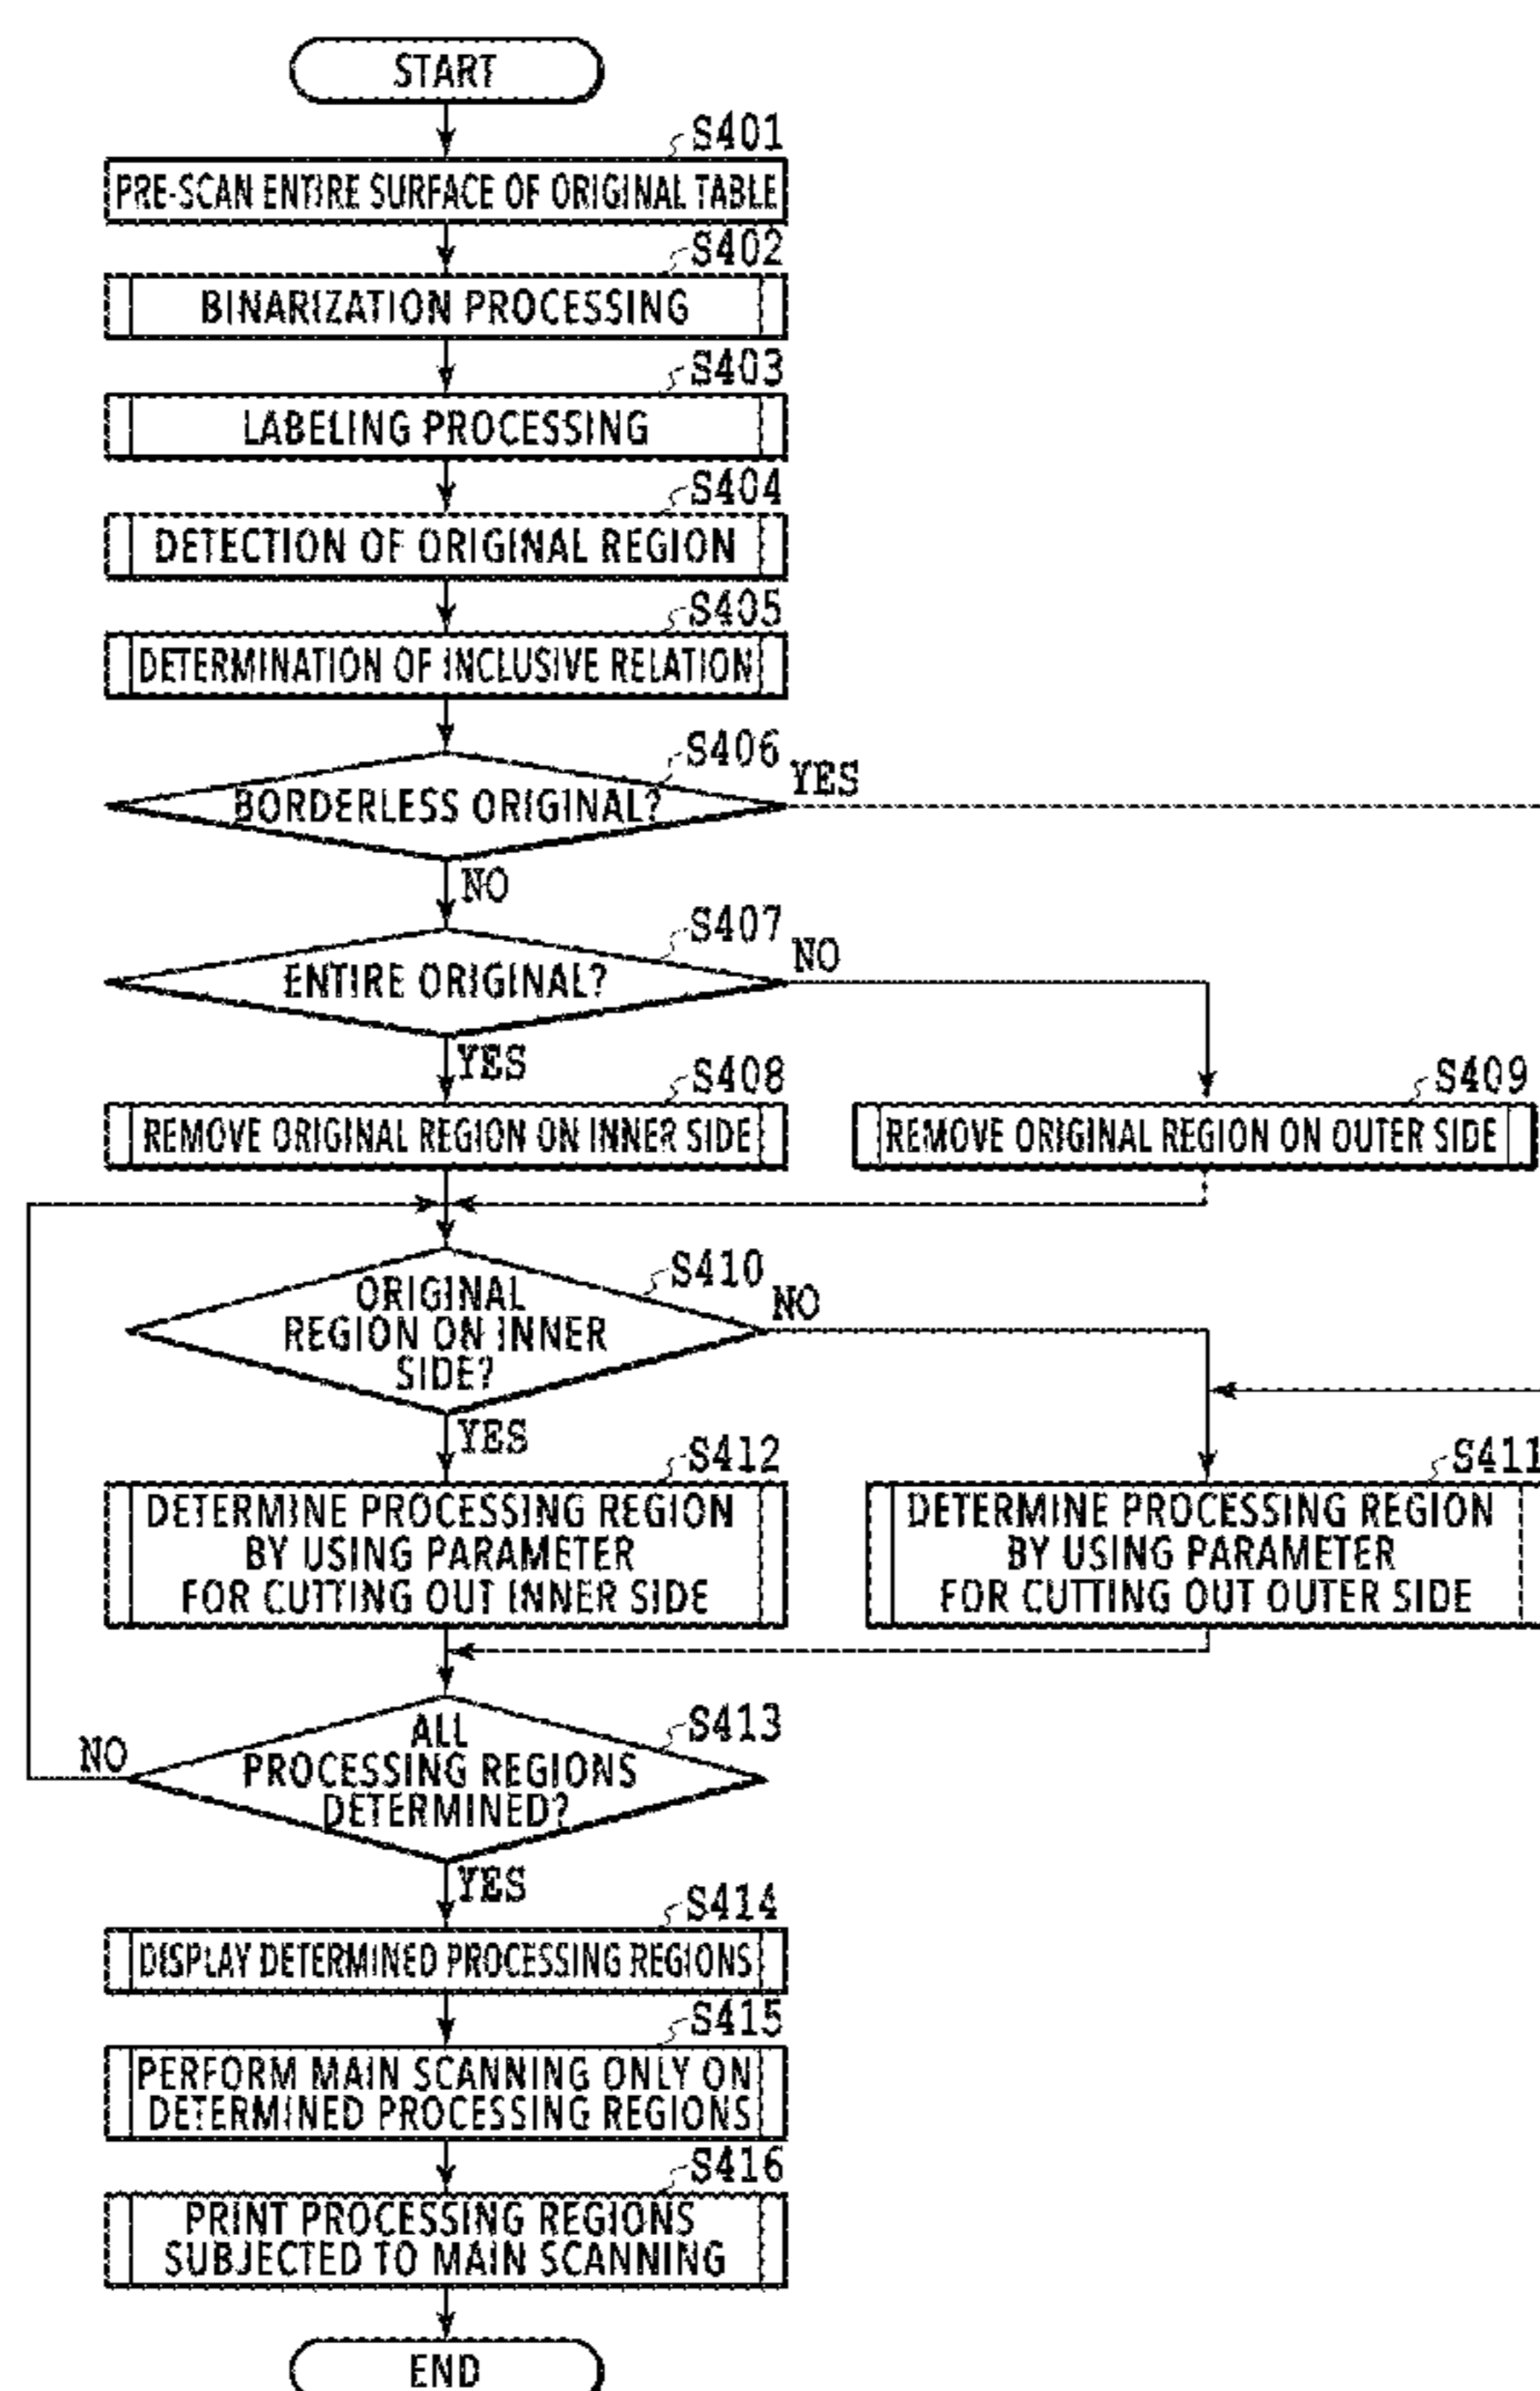 START
S401
PRE-SCAN ENTIRE SURFACE OF ORIGINAL TABLE
S402
BINARIZATION PROCESSING
S403
LABELING PROCESSING
S404
DETECTION OF ORIGINAL REGION
S405
DETERMINATION OF INCLUSIVE RELATION
S406
BORDERLESS ORIGINAL?
YES
NO
S407
ENTIRE ORIGINAL?
NO
YES
S408
REMOVE ORIGINAL REGION ON INNER SIDE
S409
REMOVE ORIGINAL REGION ON OUTER SIDE
S410
ORIGINAL
REGION ON INNER
SIDE?
NO
YES
S412
DETERMINE PROCESSING REGION
BY USING PARAMETER
FOR CUTTING OUT INNER SIDE
S411
DETERMINE PROCESSING REGION
BY USING PARAMETER
FOR CUTTING OUT OUTER SIDE
S413
ALL
PROCESSING REGIONS
DETERMINED?
NO
YES
S414
DISPLAY DETERMINED PROCESSING REGIONS
S415
PERFORM MAIN SCANNING ONLY ON
DETERMINED PROCESSING REGIONS
S416
PRINT PROCESSING REGIONS
SUBJECTED TO MAIN SCANNING
END